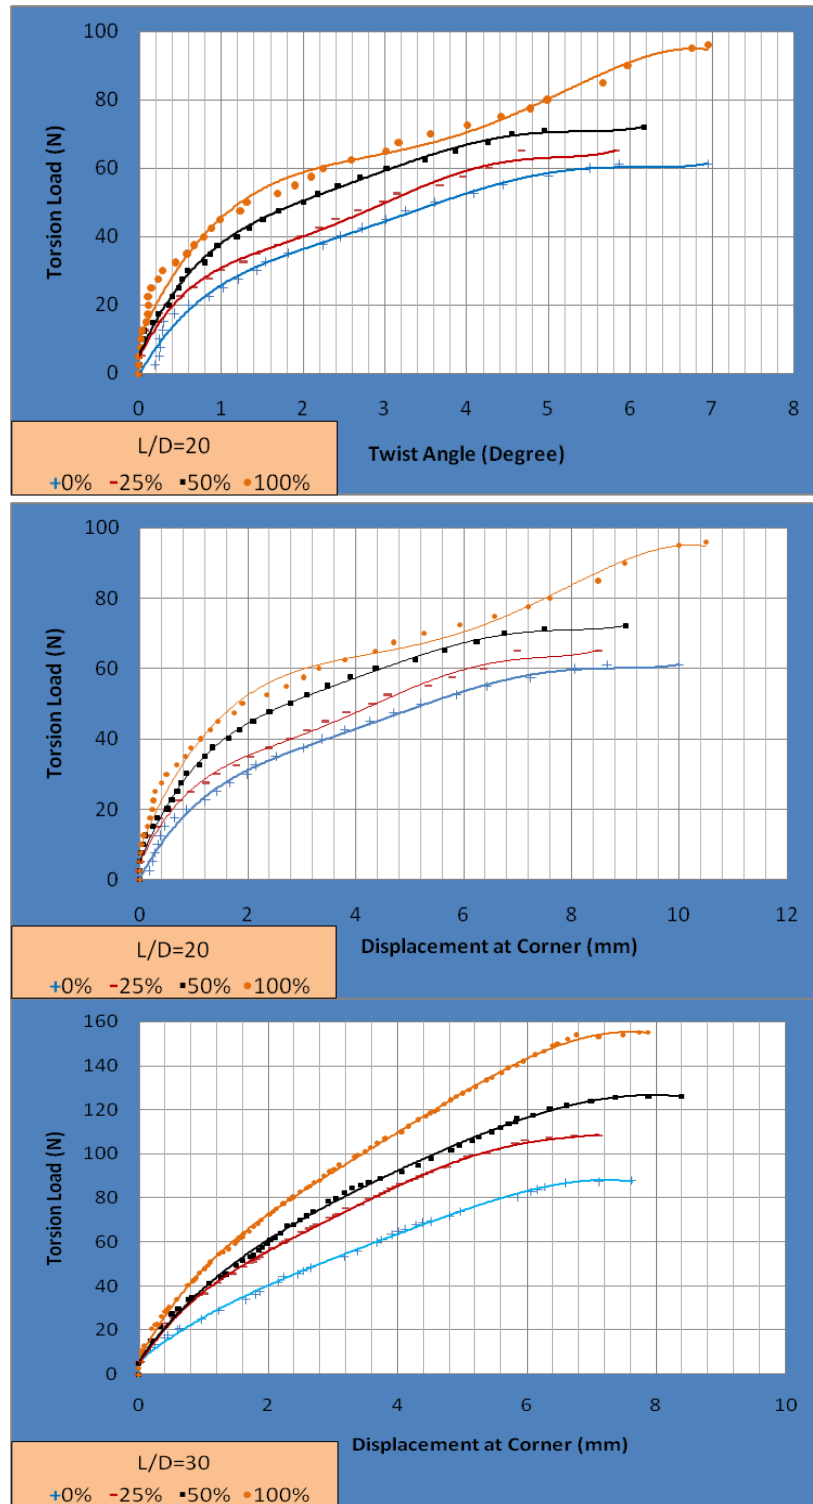 100
80
60
40
20
0
Torsion Load (N)
0 1 2 3 4 5 6 7 8
Twist Angle (Degree)
L/D=20
+0% -25% ▪50% ●100%
100
80
60
40
20
0
Torsion Load (N)
0 2 4 6 8 10 12
Displacement at Corner (mm)
L/D=20
+0% -25% ▪50% ●100%
160
140
120
100
80
60
40
20
0
Torsion Load (N)
0 2 4 6 8 10
Displacement at Corner (mm)
L/D=30
+0% -25% ▪50% ●100%